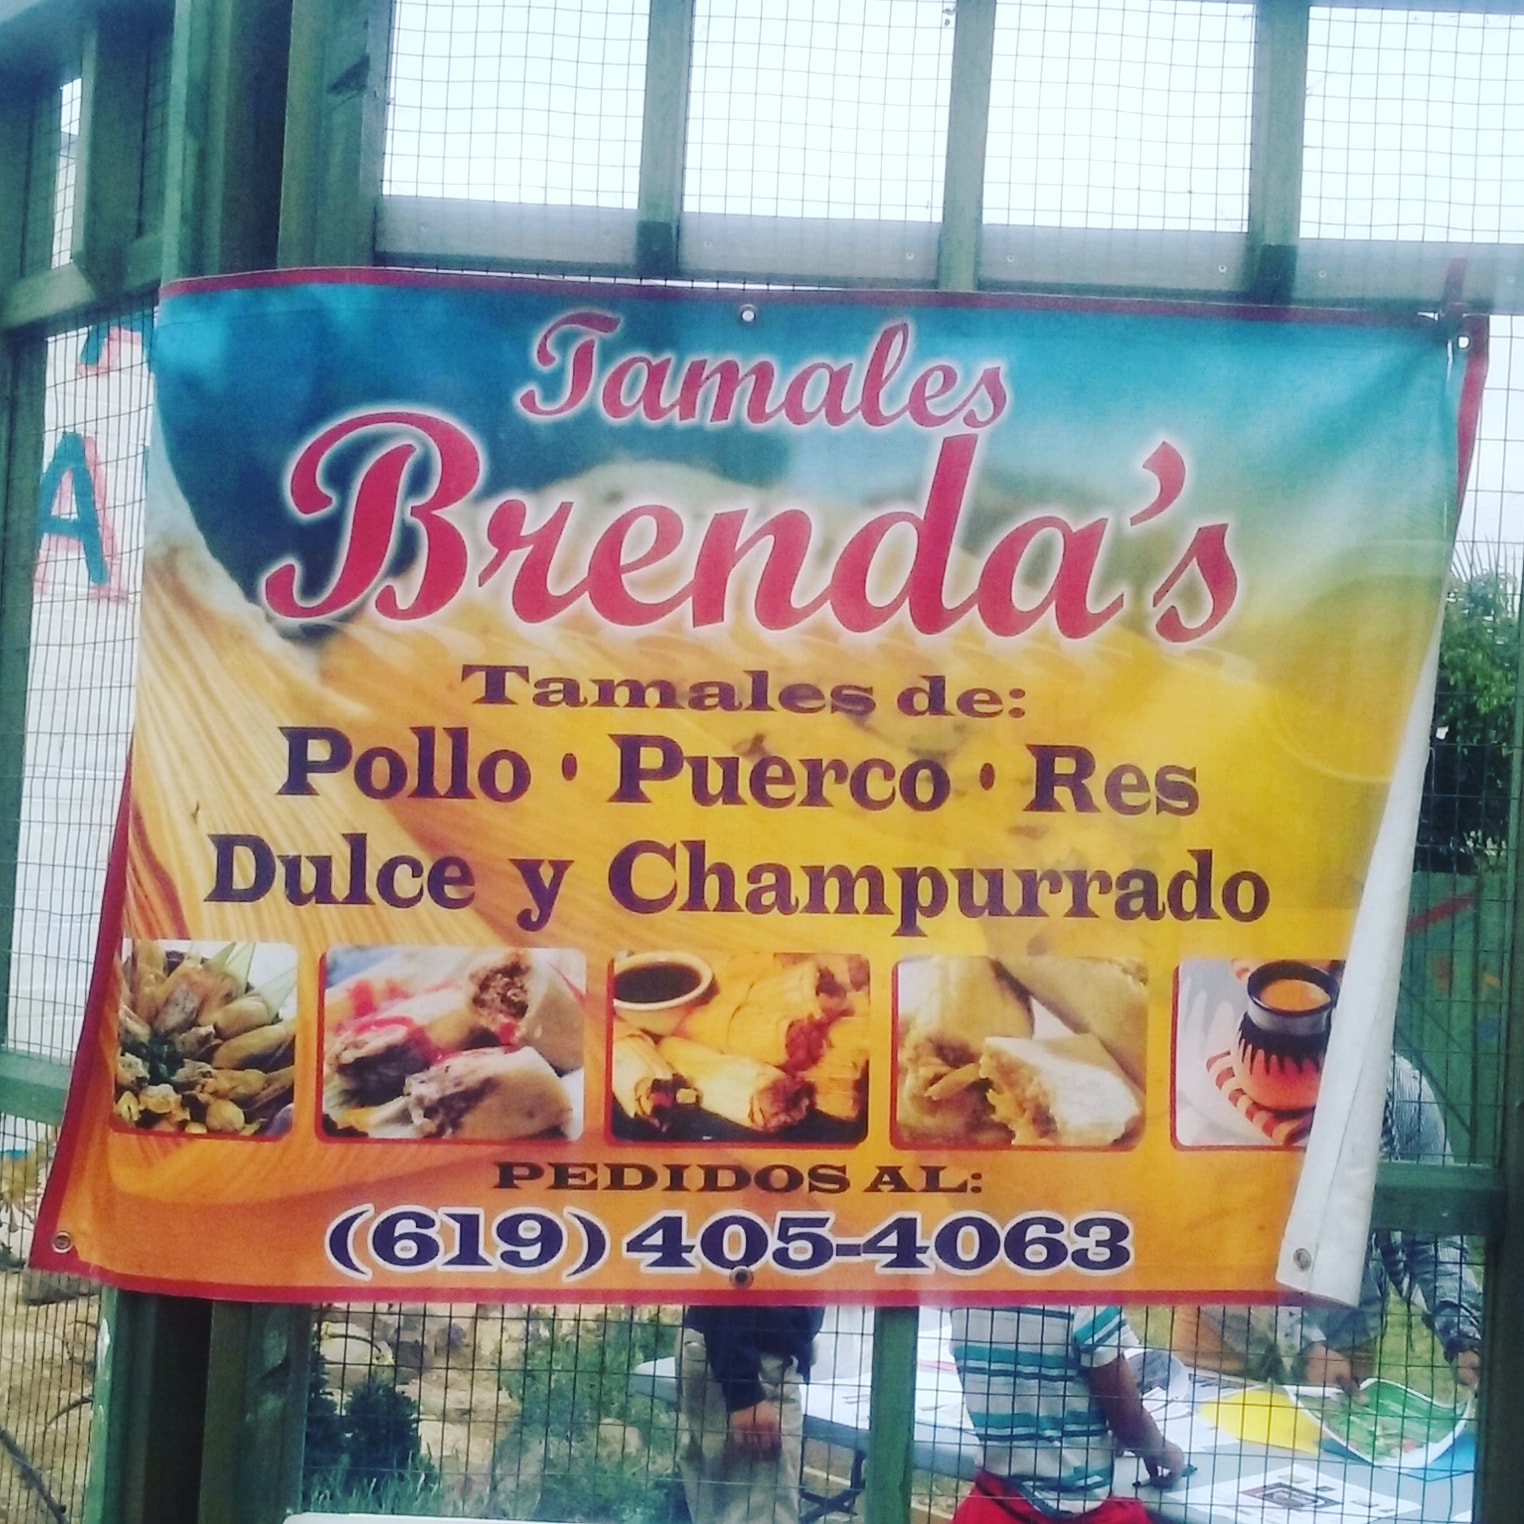 Tamales
Brenda's
Tamales de:
Pollo • Puerco • Res
Dulce y Champurrado
PEDIDOS AL:
(619) 405-4063
A